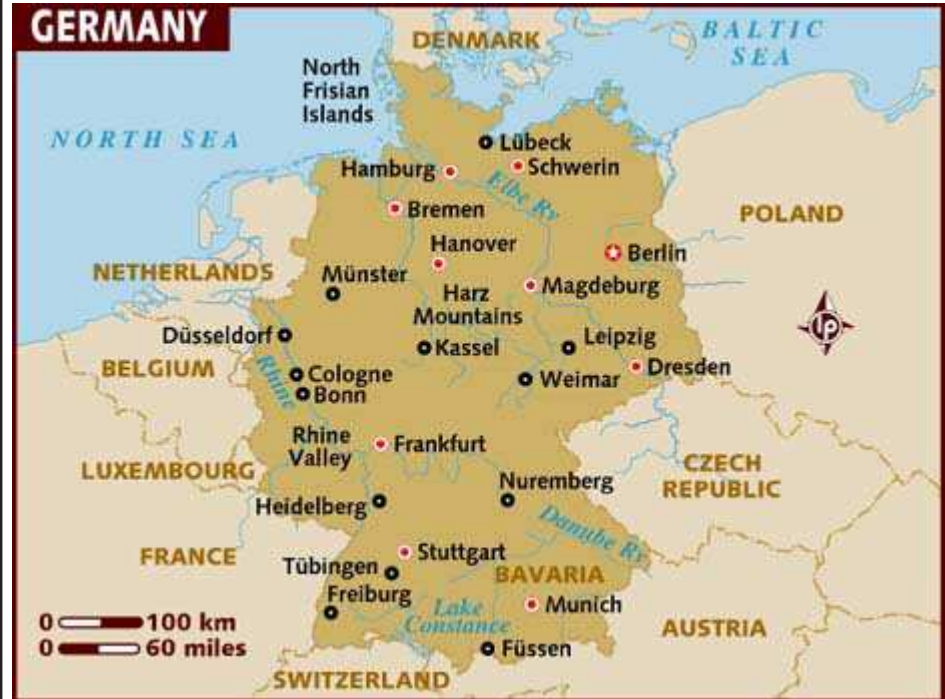 GERMANY
DENMARK
BALTIC
SEA
North
Frisian
Islands
NORTH SEA
Lübeck
Hamburg
Schwerin
Elbe Rv
Bremen
POLAND
Hanover
Berlin
NETHERLANDS
Münster
Magdeburg
Harz
Mountains
Düsseldorf
Leipzig
Kassel
BELGIUM
Cologne
Weimar
Dresden
Rhine
Bonn
Rhine
Valley
Frankfurt
LUXEMBOURG
CZECH
REPUBLIC
Nuremberg
Heidelberg
Danube Rv
FRANCE
Stuttgart
Tübingen
BAVARIA
Freiburg
Munich
Lake
Constance
0 100 km
0 60 miles
AUSTRIA
Füssen
SWITZERLAND
lp